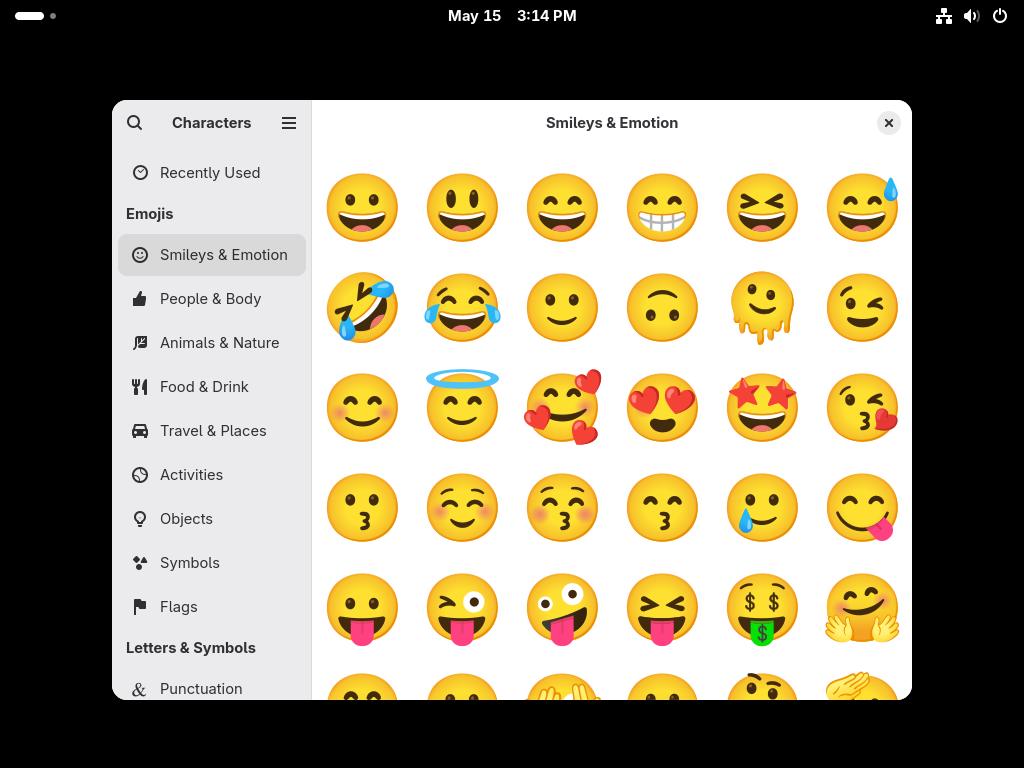 May 15 3:14 PM
Characters
Smileys & Emotion
Recently Used
Emojis
Smileys & Emotion
People & Body
Animals & Nature
Food & Drink
Travel & Places
Activities
Objects
Symbols
Flags
Letters & Symbols
& Punctuation